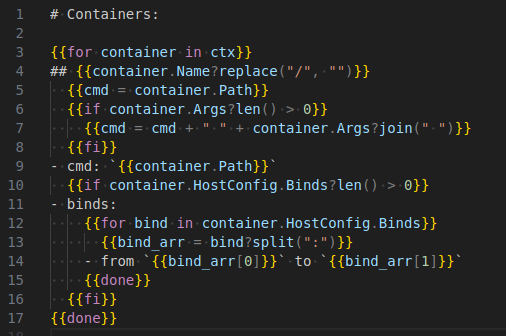 1 # Containers:
2
3 {{for container in ctx}}
4 ## {{container.Name?replace("/", "")}}
5   {{cmd = container.Path}}
6   {{if container.Args?len() > 0}}
7     {{cmd = cmd + " " + container.Args?join(" ")}}
8   {{fi}}
9 - cmd: `{{container.Path}}`
10   {{if container.HostConfig.Binds?len() > 0}}
11 - binds:
12     {{for bind in container.HostConfig.Binds}}
13       {{bind_arr = bind?split(":")}}
14     - from `{{bind_arr[0]}}` to `{{bind_arr[1]}}`
15     {{done}}
16   {{fi}}
17 {{done}}